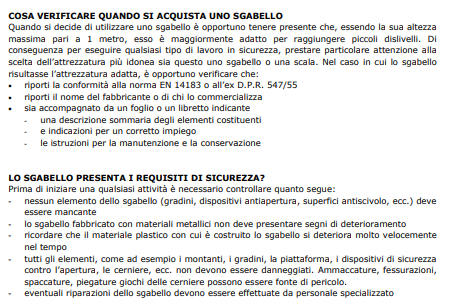 COSA VERIFICARE QUANDO SI ACQUISTA UNO SGABELLO
Quando si decide di utilizzare uno sgabello è opportuno tenere presente che, essendo la sua altezza
massima pari a 1 metro, esso è maggiormente adatto per raggiungere piccoli dislivelli. Di
conseguenza per eseguire qualsiasi tipo di lavoro in sicurezza, prestare particolare attenzione alla
scelta dell'attrezzatura più idonea sia questo uno sgabello o una scala. Nel caso in cui lo sgabello
risultasse l'attrezzatura adatta, è opportuno verificare che:
• riporti la conformità alla norma EN 14183 o all'ex D.P.R. 547/55
• riporti il nome del fabbricante o di chi lo commercializza
• sia accompagnato da un foglio o un libretto indicante
- una descrizione sommaria degli elementi costituenti
- e indicazioni per un corretto impiego
- le istruzioni per la manutenzione e la conservazione
LO SGABELLO PRESENTA I REQUISITI DI SICUREZZA?
Prima di iniziare una qualsiasi attività è necessario controllare quanto segue:
- nessun elemento dello sgabello (gradini, dispositivi antiapertura, superfici antiscivolo, ecc.) deve
essere mancante
- lo sgabello fabbricato con materiali metallici non deve presentare segni di deterioramento
- ricordare che il materiale plastico con cui è costruito lo sgabello si deteriora molto velocemente
nel tempo
- tutti gli elementi, come ad esempio i montanti, i gradini, la piattaforma, i dispositivi di sicurezza
contro l'apertura, le cerniere, ecc. non devono essere danneggiati. Ammaccature, fessurazioni,
spaccature, piegature giochi delle cerniere possono essere fonte di pericolo.
- eventuali riparazioni dello sgabello devono essere effettuate da personale specializzato